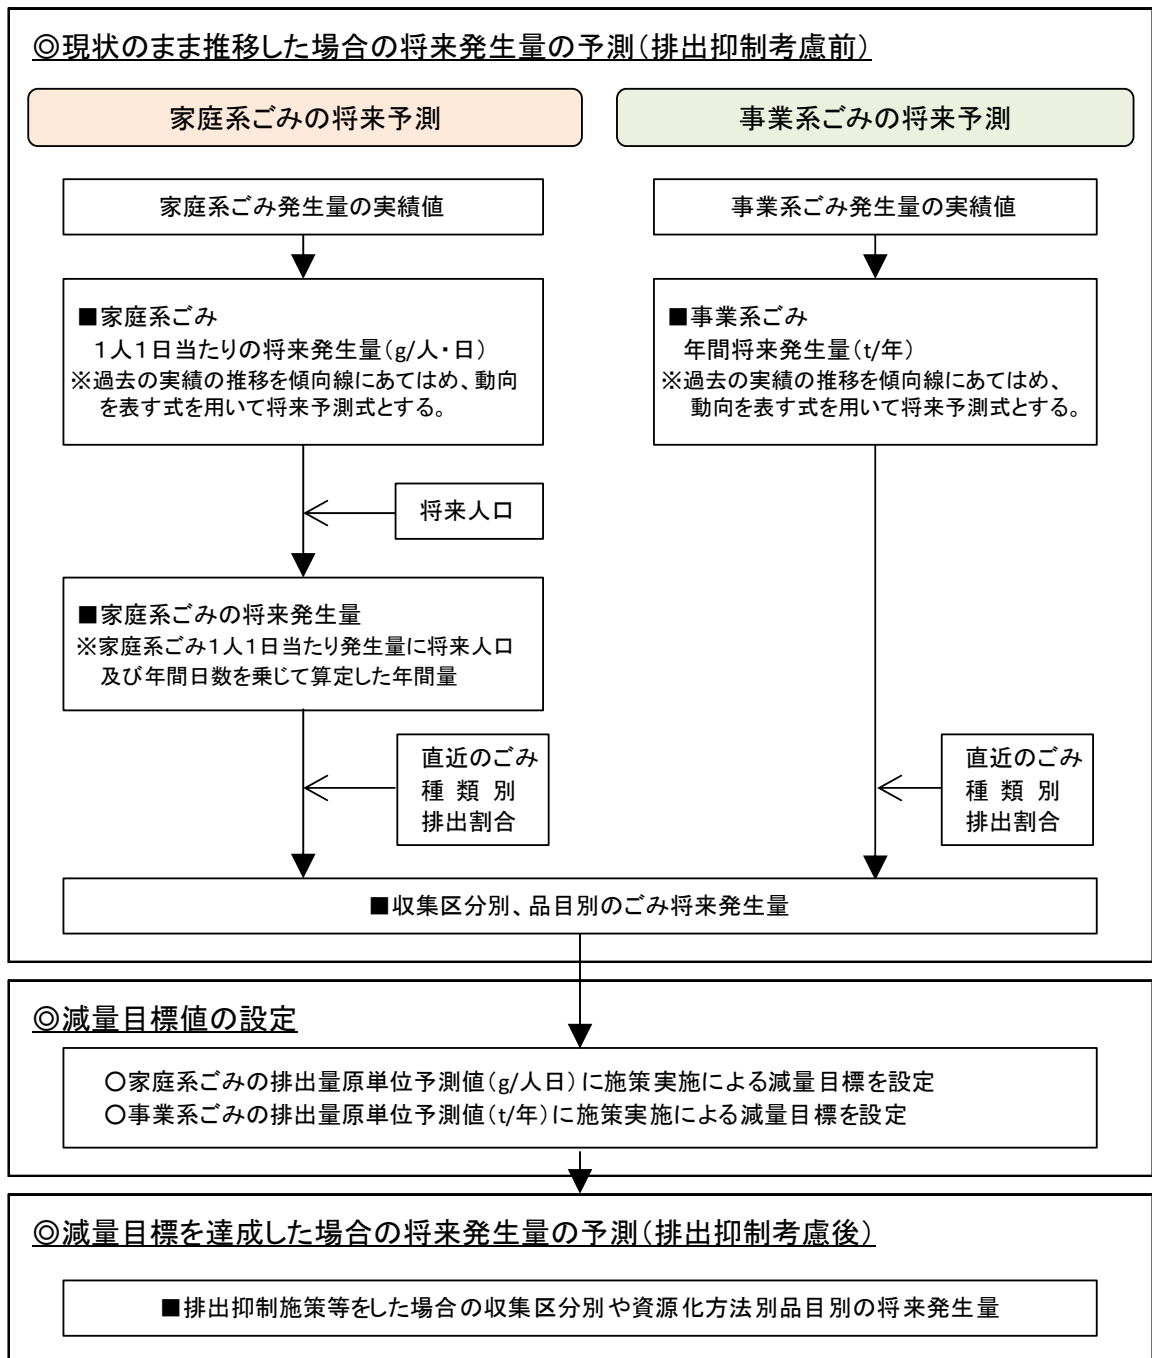 ◎現状のまま推移した場合の将来発生量の予測（排出抑制考慮前）
家庭系ごみの将来予測
事業系ごみの将来予測
家庭系ごみ発生量の実績値
事業系ごみ発生量の実績値
■家庭系ごみ
１人１日当たりの将来発生量（g/人・日）
※過去の実績の推移を傾向線にあてはめ、動向
を表す式を用いて将来予測式とする。
■事業系ごみ
年間将来発生量（t/年）
※過去の実績の推移を傾向線にあてはめ、
動向を表す式を用いて将来予測式とする。
将来人口
■家庭系ごみの将来発生量
※家庭系ごみ１人１日当たり発生量に将来人口
及び年間日数を乗じて算定した年間量
直近のごみ
種 類 別
排出割合
直近のごみ
種 類 別
排出割合
■収集区分別、品目別のごみ将来発生量
◎減量目標値の設定
○家庭系ごみの排出量原単位予測値（g/人日）に施策実施による減量目標を設定
○事業系ごみの排出量原単位予測値（t/年）に施策実施による減量目標を設定
◎減量目標を達成した場合の将来発生量の予測（排出抑制考慮後）
■排出抑制施策等をした場合の収集区分別や資源化方法別品目別の将来発生量